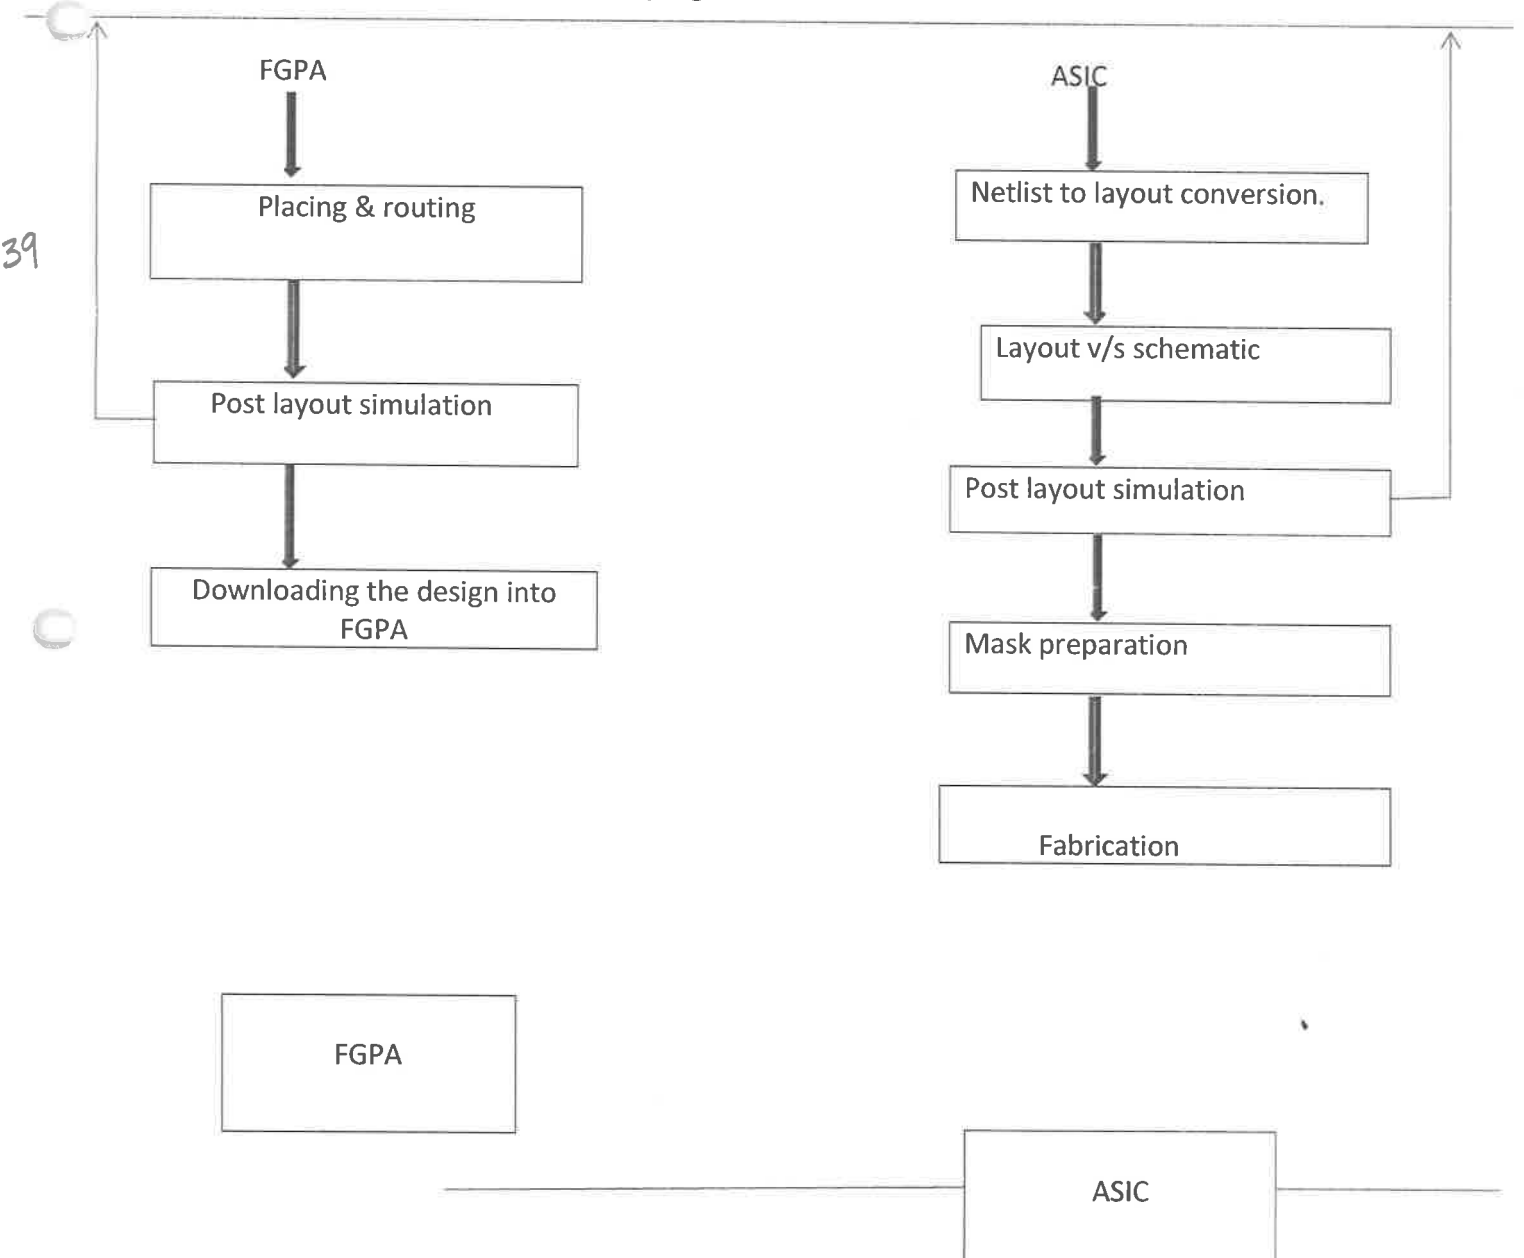 FGPA
ASIC
39
Placing & routing
Post layout simulation
Downloading the design into
FGPA
Netlist to layout conversion.
Layout v/s schematic
Post layout simulation
Mask preparation
Fabrication
FGPA
ASIC